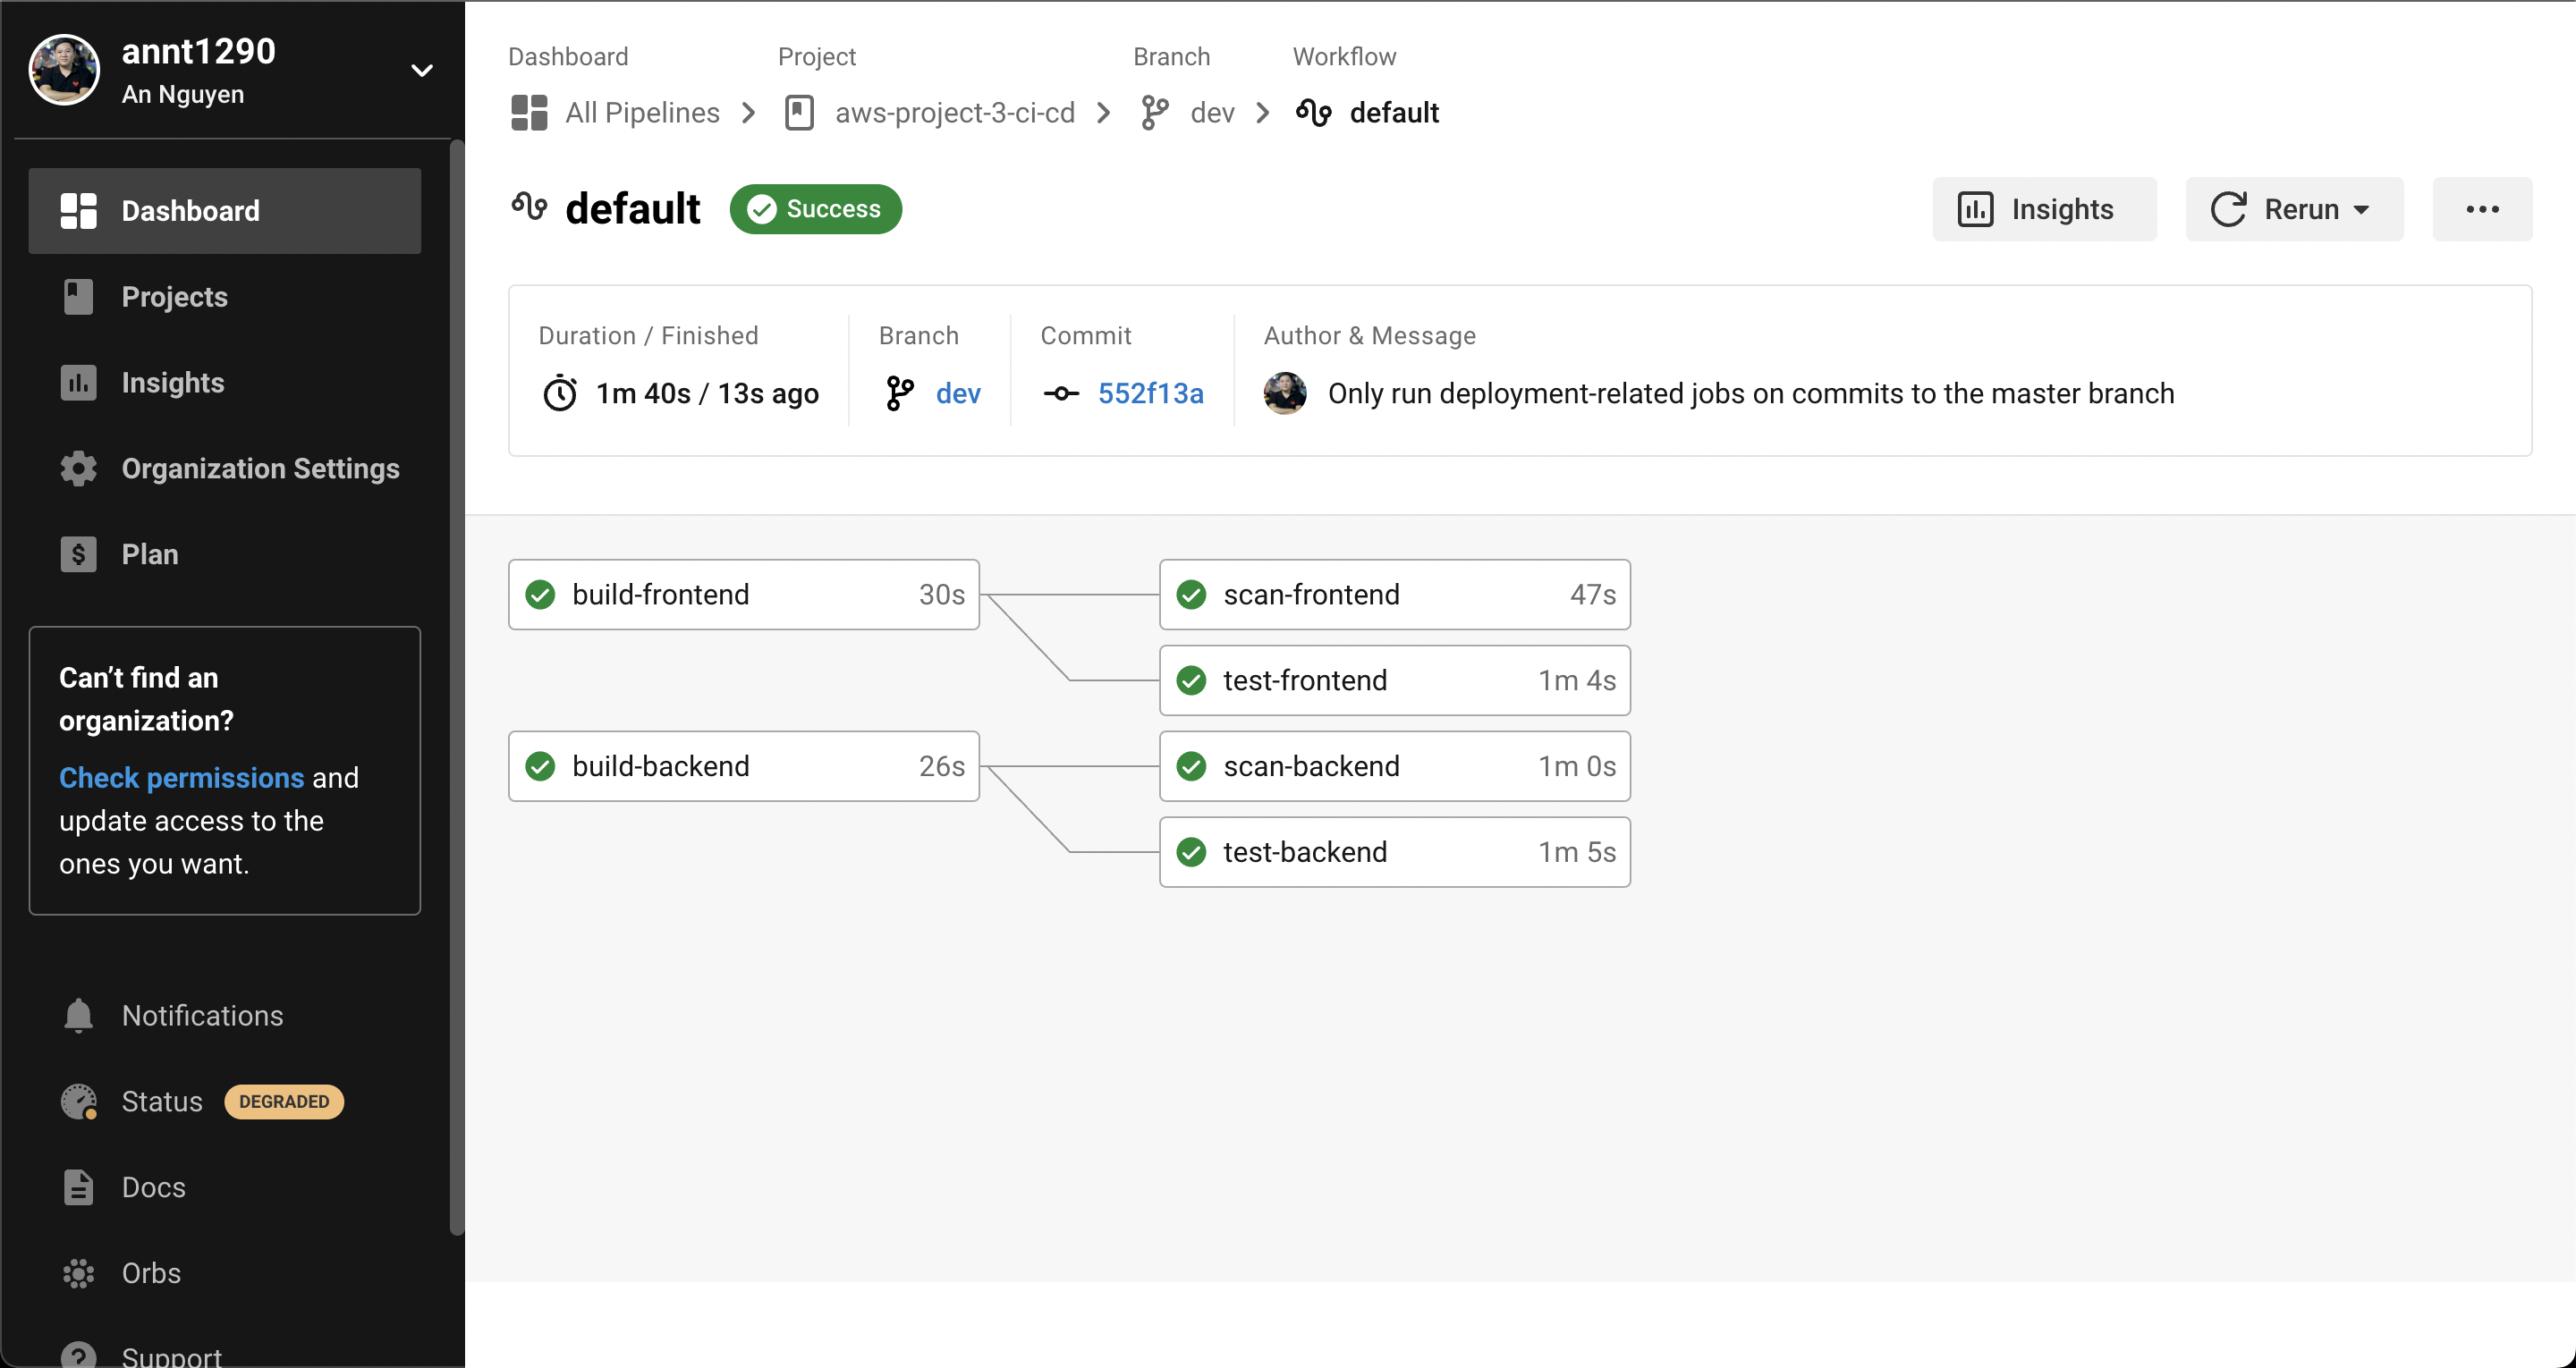 annt1290
An Nguyen
Dashboard
Projects
Insights
Organization Settings
Plan
Can’t find an
organization?
Check permissions and
update access to the
ones you want.
Notifications
Status DEGRADED
Docs
Orbs
Support
Dashboard Project Branch Workflow
All Pipelines aws-project-3-ci-cd dev default
default Success Insights Rerun
Duration / Finished Branch Commit Author & Message
1m 40s / 13s ago dev 552f13a Only run deployment-related jobs on commits to the master branch
build-frontend 30s scan-frontend 47s
test-frontend 1m 4s
build-backend 26s scan-backend 1m 0s
test-backend 1m 5s